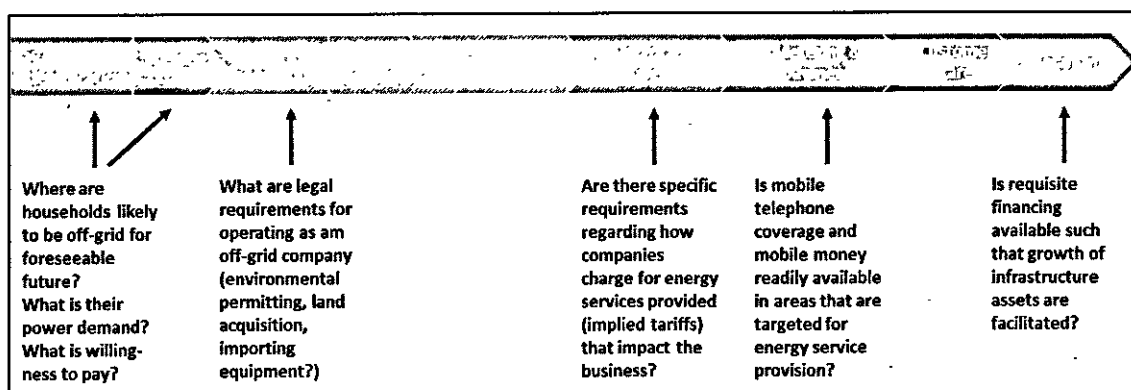 Where are
households likely
to be off-grid for
foreseeable
future?
What is their
power demand?
What is willing-
ness to pay?
What are legal
requirements for
operating as am
off-grid company
(environmental
permitting, land
acquisition,
importing
equipment?)
Are there specific
requirements
regarding how
companies
charge for energy
services provided
(implied tariffs)
that impact the
business?
Is mobile
telephone
coverage and
mobile money
readily available
in areas that are
targeted for
energy service
provision?
Is requisite
financing
available such
that growth of
infrastructure
assets are
facilitated?